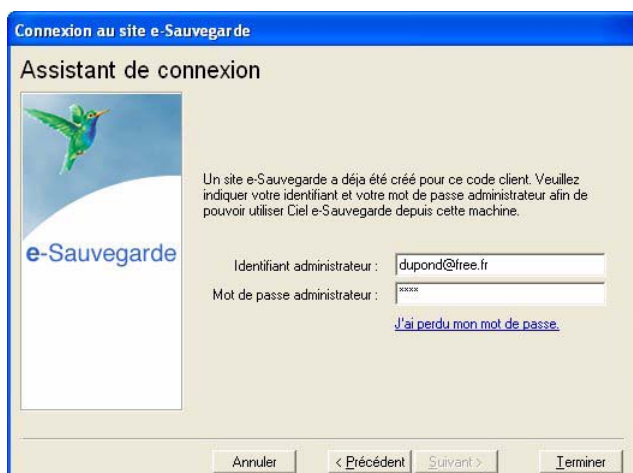 Connexion au site e-Sauvegarde
Assistant de connexion
Un site e-Sauvegarde a déjà été créé pour ce code client. Veuillez
indiquer votre identifiant et votre mot de passe administrateur afin de
pouvoir utiliser Ciel e-Sauvegarde depuis cette machine.
e-Sauvegarde
Identifiant administrateur : dupond@free.fr
Mot de passe administrateur : ****
J'ai perdu mon mot de passe.
Annuler < Précédent Suivant > Terminer